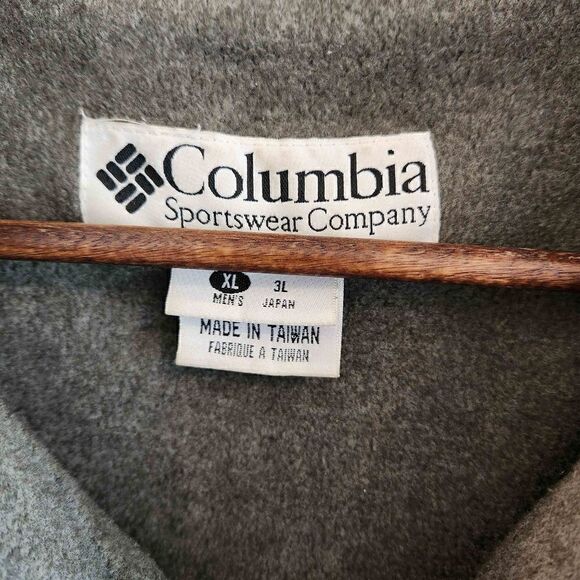 Columbia
Sportswear Company
XL 3L
MEN'S JAPAN
MADE IN TAIWAN
FABRIQUE A TAIWAN